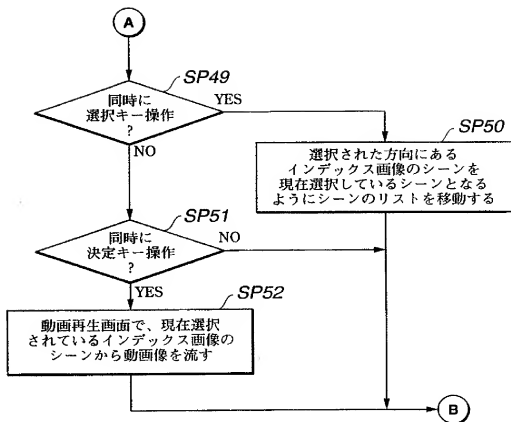 A
SP49
同時に
選択キー操作
?
YES
NO
SP50
選択された方向にある
インデックス画像のシーンを
現在選択しているシーンとなる
ようにシーンのリストを移動する
SP51
同時に
決定キー操作
?
NO
YES
SP52
動画再生画面で、現在選択
されているインデックス画像の
シーンから動画像を流す
B